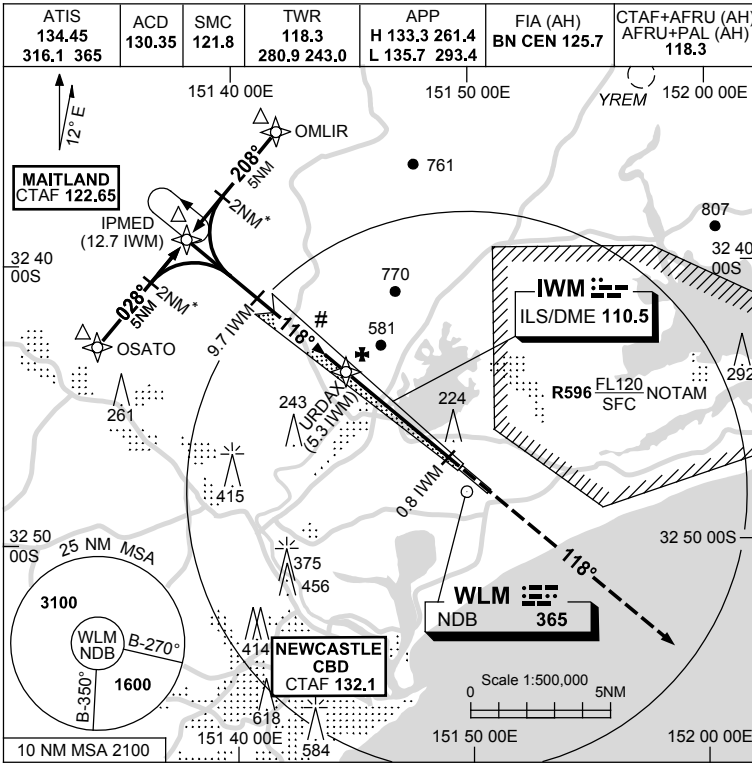 ATIS
134.45
316.1 365
ACD
130.35
SMC
121.8
TWR
118.3
280.9 243.0
APP
H 133.3 261.4
L 135.7 293.4
FIA (AH)
BN CEN 125.7
CTAF+AFRU (AH)
AFRU+PAL (AH)
118.3
151 40 00E
151 50 00E
YREM
152 00 00E
12° E
OMLIR
208°
5NM
761
MAITLAND
CTAF 122.65
2NM*
IPMED
(12.7 IWM)
807
32 40
00S
32 40
00S
770
IWM
ILS/DME 110.5
028°
5NM
2NM*
9.7 IWM
118°
#
581
OSATO
URDAX
(5.3 IWM)
R596 FL120
SFC
NOTAM
292
261
243
224
415
0.8 IWM
32 50
00S
32 50 00S
25 NM MSA
375
456
118°
3100
WLM
NDB
B-270°
B-350°
1600
WLM
NDB 365
414
NEWCASTLE
CBD
CTAF 132.1
Scale 1:500,000
0
5NM
618
584
10 NM MSA 2100
151 40 00E
151 50 00E
152 00 00E